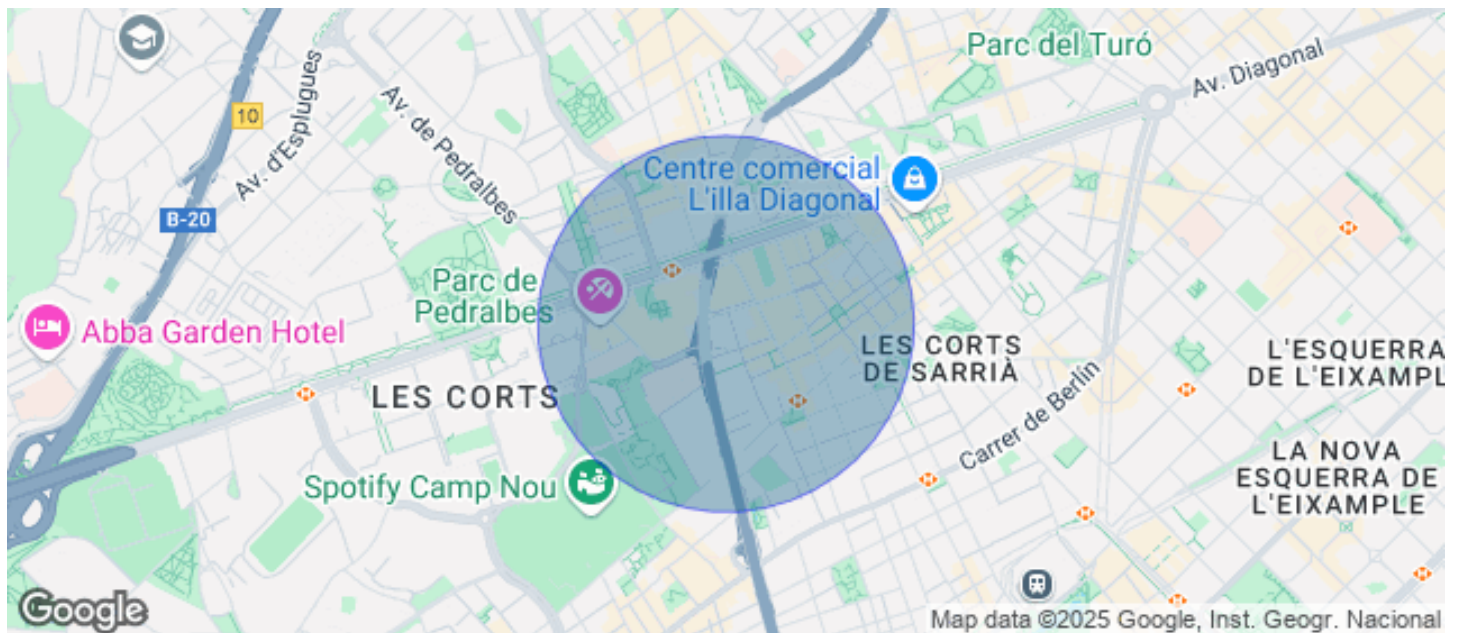 Parc del Turó
Av. Diagonal
10
Av. d'Esplugues
Av. de Pedralbes
Centre comercial
L'illa Diagonal
B-20
Parc de
Pedralbes
Abba Garden Hotel
LES CORTS
DE SARRIÀ
L'ESQUERRA
DE L'EIXAMPL
LES CORTS
Carrer de Berlín
Spotify Camp Nou
LA NOVA
ESQUERRA DE
L'EIXAMPLE
Google
Map data ©2025 Google, Inst. Geogr. Nacional